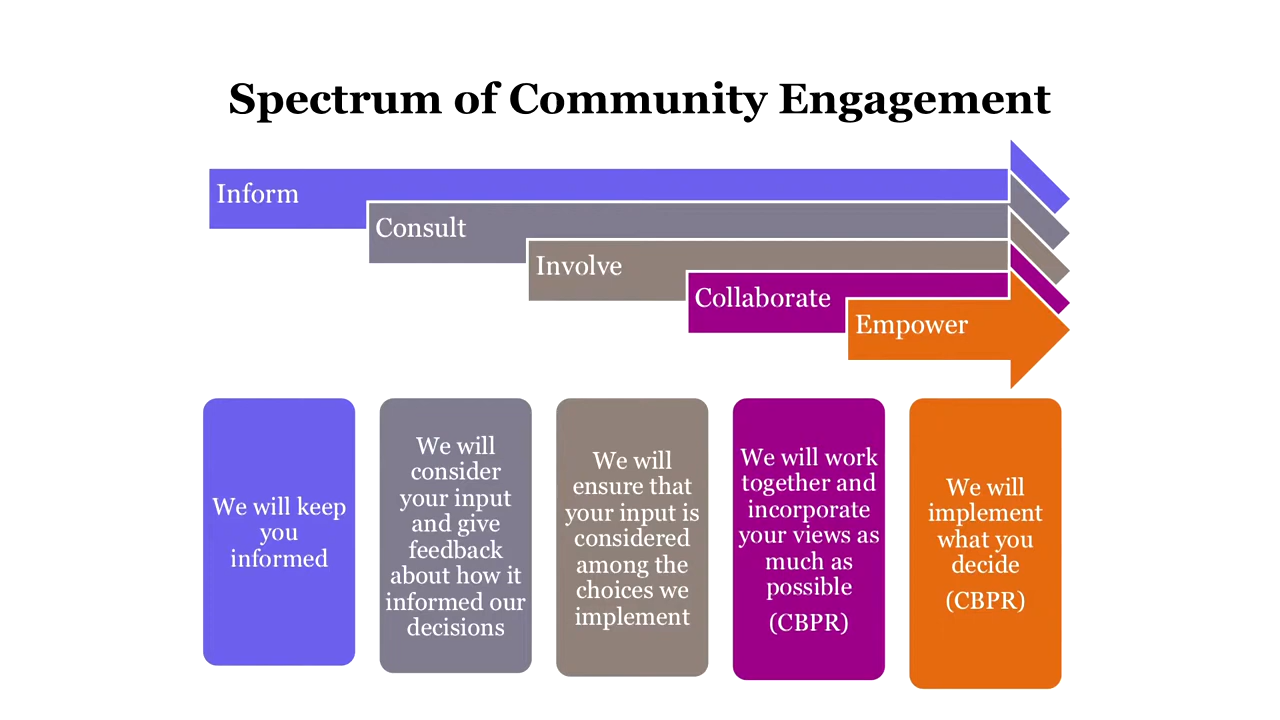 Spectrum of Community Engagement
Inform
Consult
Involve
Collaborate
Empower
We will keep
you
informed
We will
consider
your input
and give
feedback
about how it
informed our
decisions
We will
ensure that
your input is
considered
among the
choices we
implement
We will work
together and
incorporate
your views as
much as
possible
(CBPR)
We will
implement
what you
decide
(CBPR)